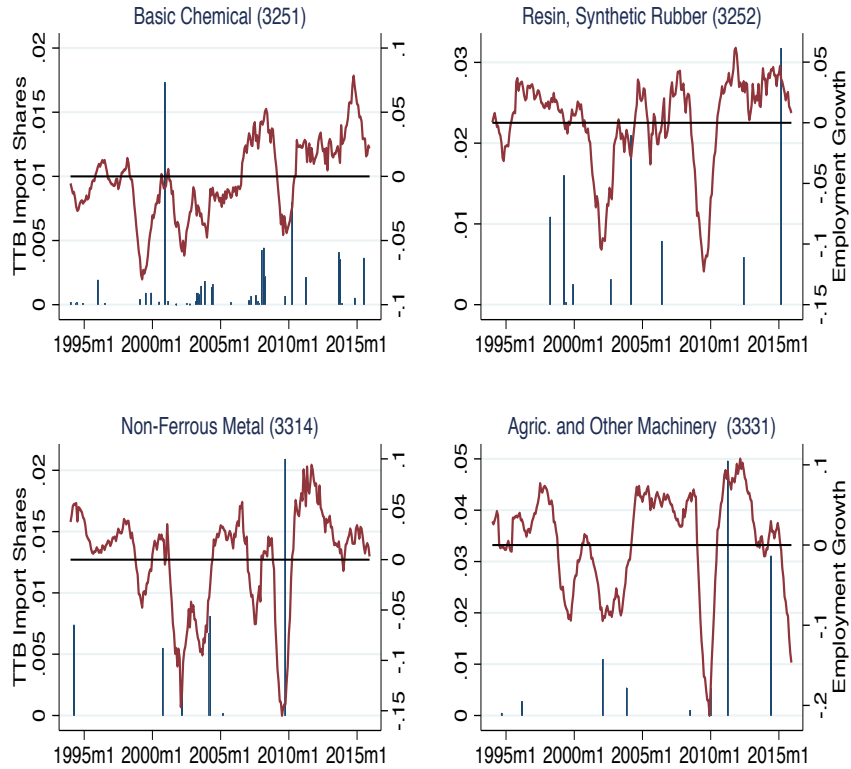 Basic Chemical (3251)
TTB Import Shares
0 .005 .01 .015 .02
-.1 -.05 0 .05 .1
1995m1 2000m1 2005m1 2010m1 2015m1
Resin, Synthetic Rubber (3252)
0 .01 .02 .03
-.15 -.1 -.05 0 .05
Employment Growth
1995m1 2000m1 2005m1 2010m1 2015m1
Non-Ferrous Metal (3314)
TTB Import Shares
0 .005 .01 .015 .02
-.15 -.1 -.05 0 .05 .1
1995m1 2000m1 2005m1 2010m1 2015m1
Agric. and Other Machinery (3331)
0 .01 .02 .03 .04 .05
-.2 -.1 0 .1
Employment Growth
1995m1 2000m1 2005m1 2010m1 2015m1